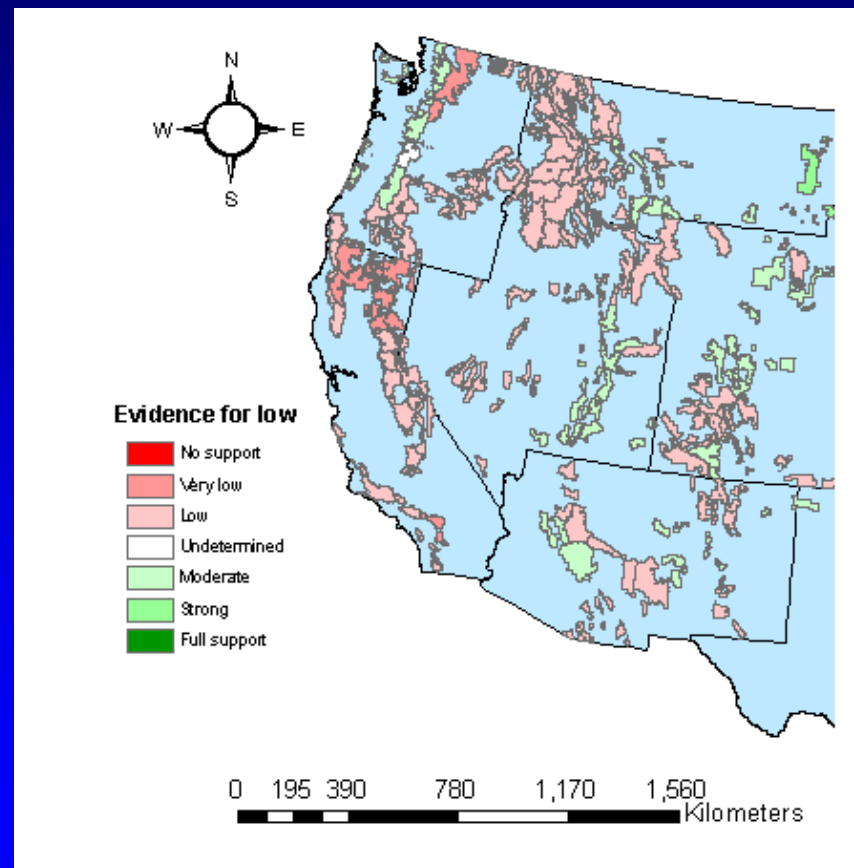 N
W E
S
Evidence for low
No support
Very low
Low
Undetermined
Moderate
Strong
Full support
0 195 390 780 1,170 1,560
Kilometers